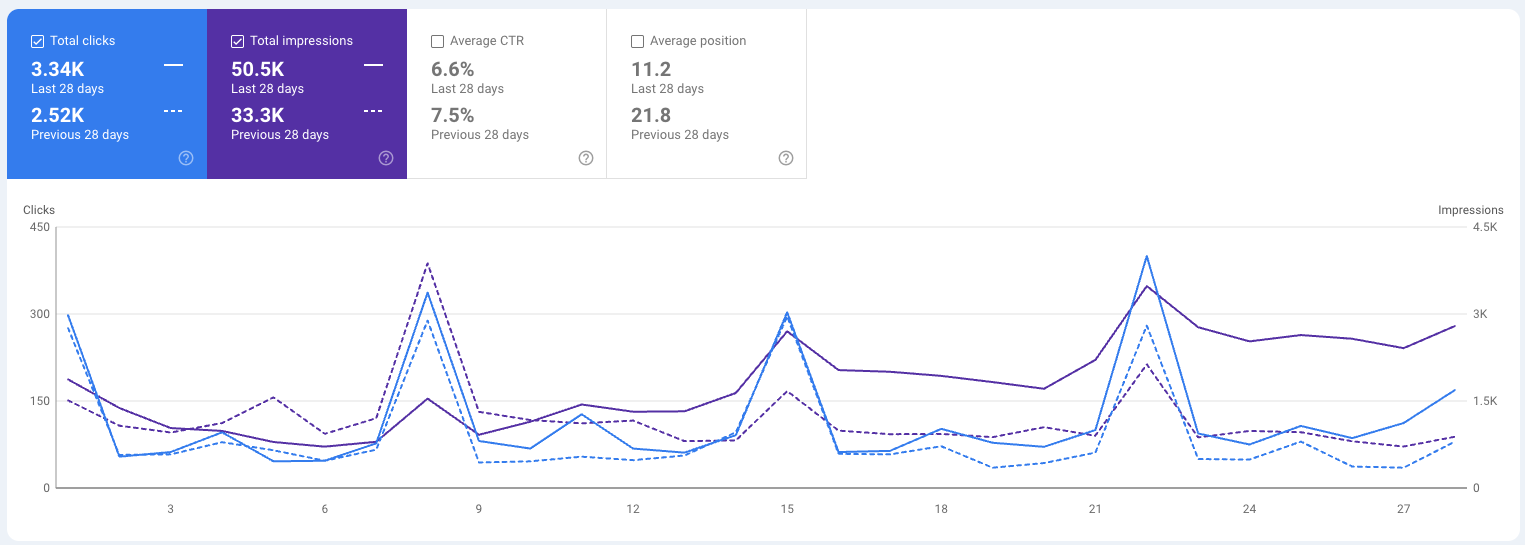 Total clicks
3.34K
Last 28 days
2.52K
Previous 28 days
Total impressions
50.5K
Last 28 days
33.3K
Previous 28 days
Average CTR
6.6%
Last 28 days
7.5%
Previous 28 days
Average position
11.2
Last 28 days
21.8
Previous 28 days
Clicks
Impressions
450
4.5K
300
3K
150
1.5K
0
0
3 6 9 12 15 18 21 24 27